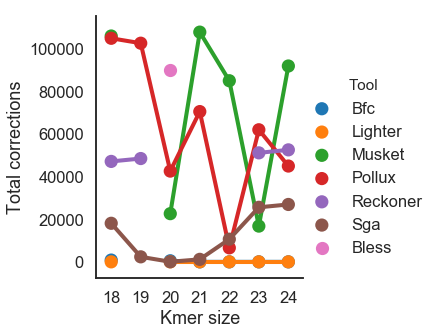 Total corrections
100000
80000
60000
40000
20000
0
18 19 20 21 22 23 24
Kmer size
Tool
Bfc
Lighter
Musket
Pollux
Reckoner
Sga
Bless